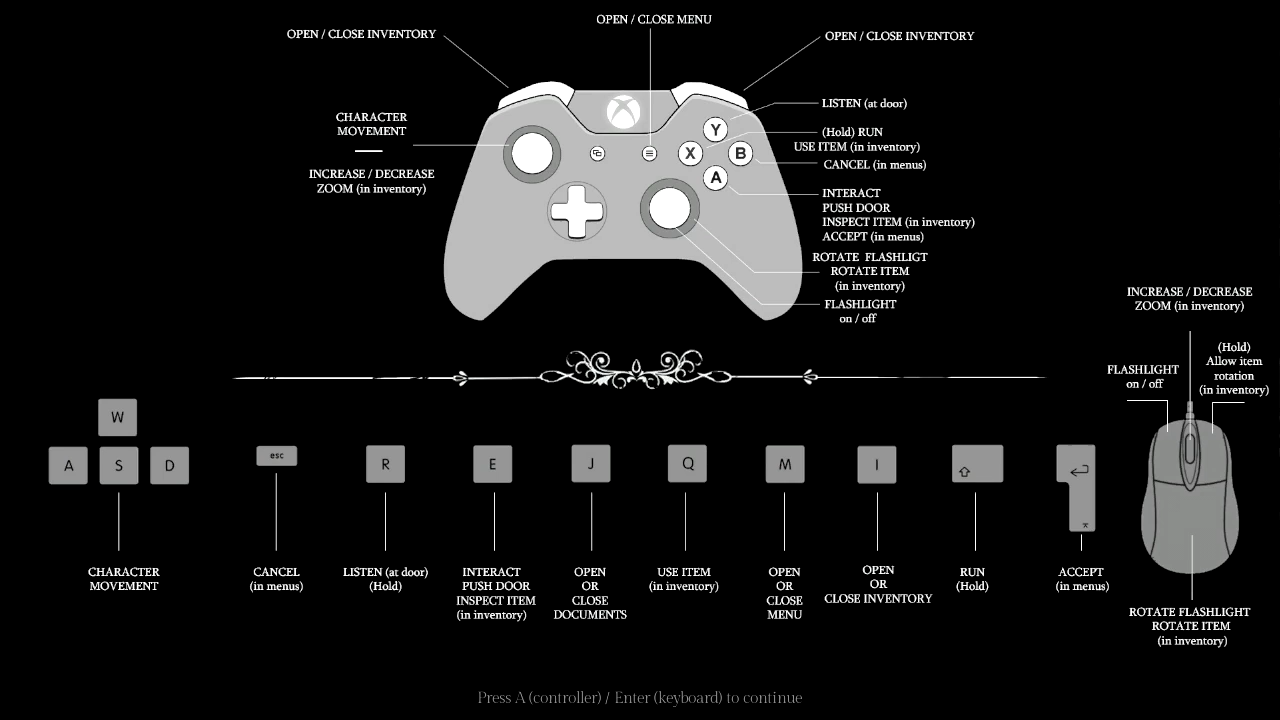 OPEN / CLOSE MENU
OPEN / CLOSE INVENTORY
OPEN / CLOSE INVENTORY
LISTEN (at door)
CHARACTER
MOVEMENT
(Hold) RUN
USE ITEM (in inventory)
CANCEL (in menus)
INCREASE / DECREASE
ZOOM (in inventory)
Y
X
B
A
INTERACT
PUSH DOOR
INSPECT ITEM (in inventory)
ACCEPT (in menus)
ROTATE FLASHLIGT
ROTATE ITEM
(in inventory)
FLASHLIGHT
on / off
INCREASE / DECREASE
ZOOM (in inventory)
(Hold)
Allow item
rotation
(in inventory)
FLASHLIGHT
on / off
W
A S D
esc
R
E
J
Q
M
I
CHARACTER
MOVEMENT
CANCEL
(in menus)
LISTEN (at door)
(Hold)
INTERACT
PUSH DOOR
INSPECT ITEM
(in inventory)
OPEN
OR
CLOSE
DOCUMENTS
USE ITEM
(in inventory)
OPEN
OR
CLOSE
MENU
OPEN
OR
CLOSE INVENTORY
RUN
(Hold)
ACCEPT
(in menus)
ROTATE FLASHLIGHT
ROTATE ITEM
(in inventory)
Press A (controller) / Enter (keyboard) to continue